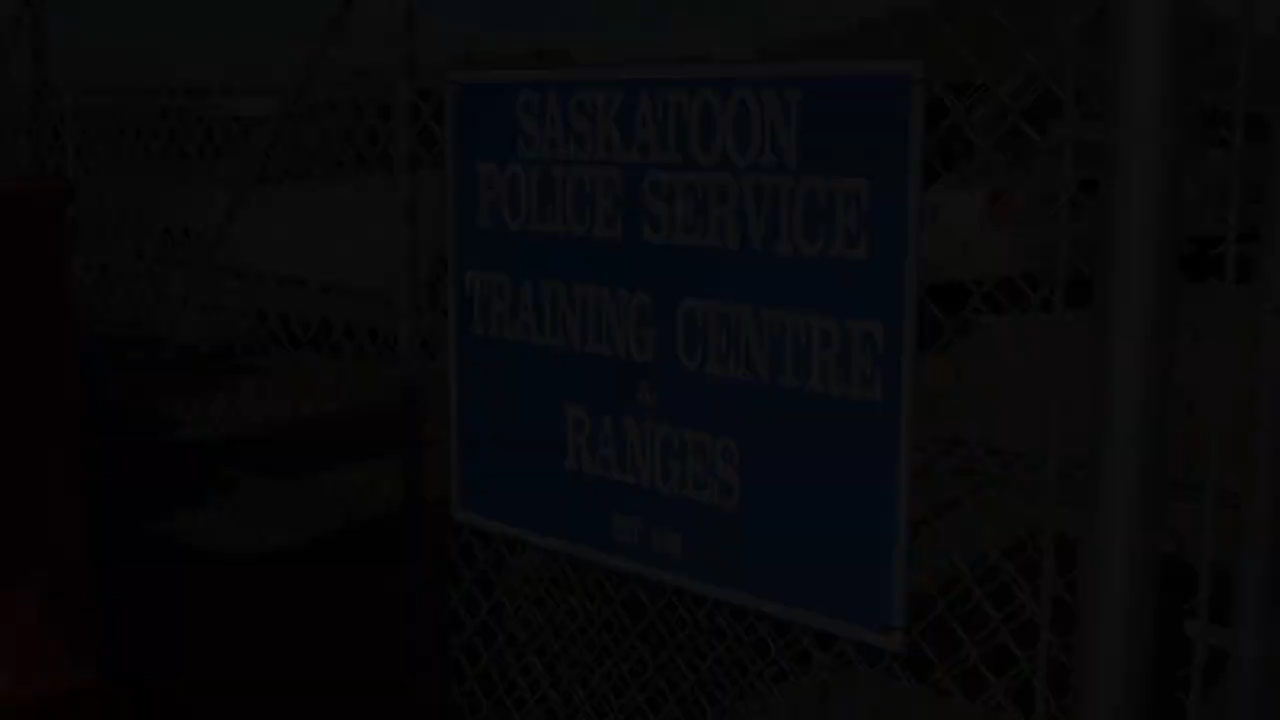 SASKATOON
POLICE SERVICE
TRAINING CENTRE
&
RANGES